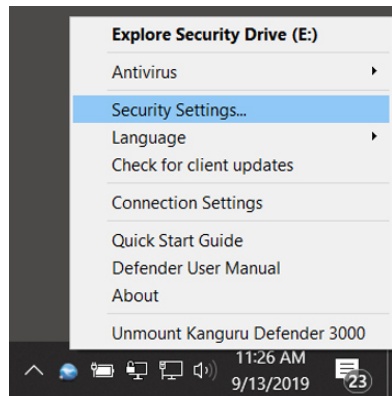 Explore Security Drive (E:)
Antivirus
Security Settings...
Language
Check for client updates
Connection Settings
Quick Start Guide
Defender User Manual
About
Unmount Kanguru Defender 3000
11:26 AM
9/13/2019
23